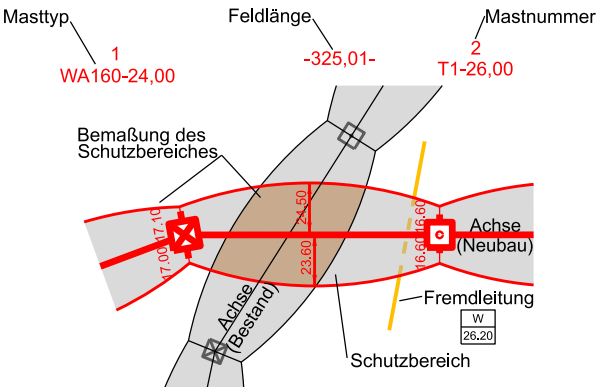 Masttyp
Feldlänge
Mastnummer
1
WA160-24,00
-325,01-
2
T1-26,00
Bemaßung des
Schutzbereiches
17.10
17.00
24.50
23.60
16.60
16.60
Achse
(Neubau)
Achse
(Bestand)
Fremdleitung
W
26.20
Schutzbereich